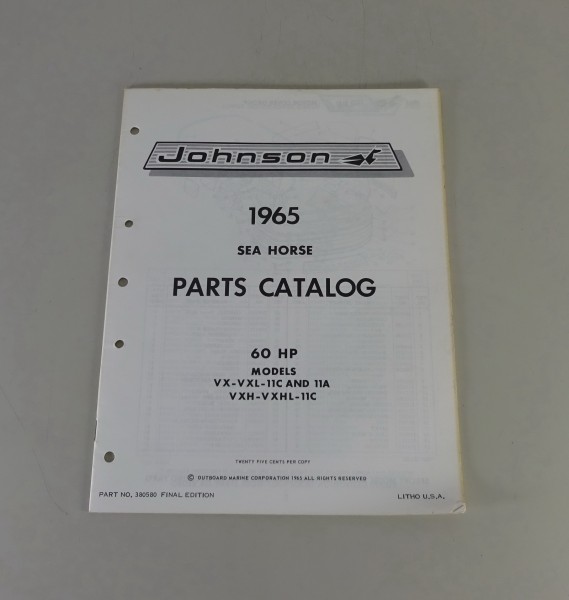 Johnson
1965
SEA HORSE
PARTS CATALOG
60 HP
MODELS
VX-VXL-11C AND 11A
VXH-VXHL-11C
TWENTY FIVE CENTS PER COPY
© OUTBOARD MARINE CORPORATION 1965 ALL RIGHTS RESERVED
PART NO. 380580 FINAL EDITION
LITHO U.S.A.